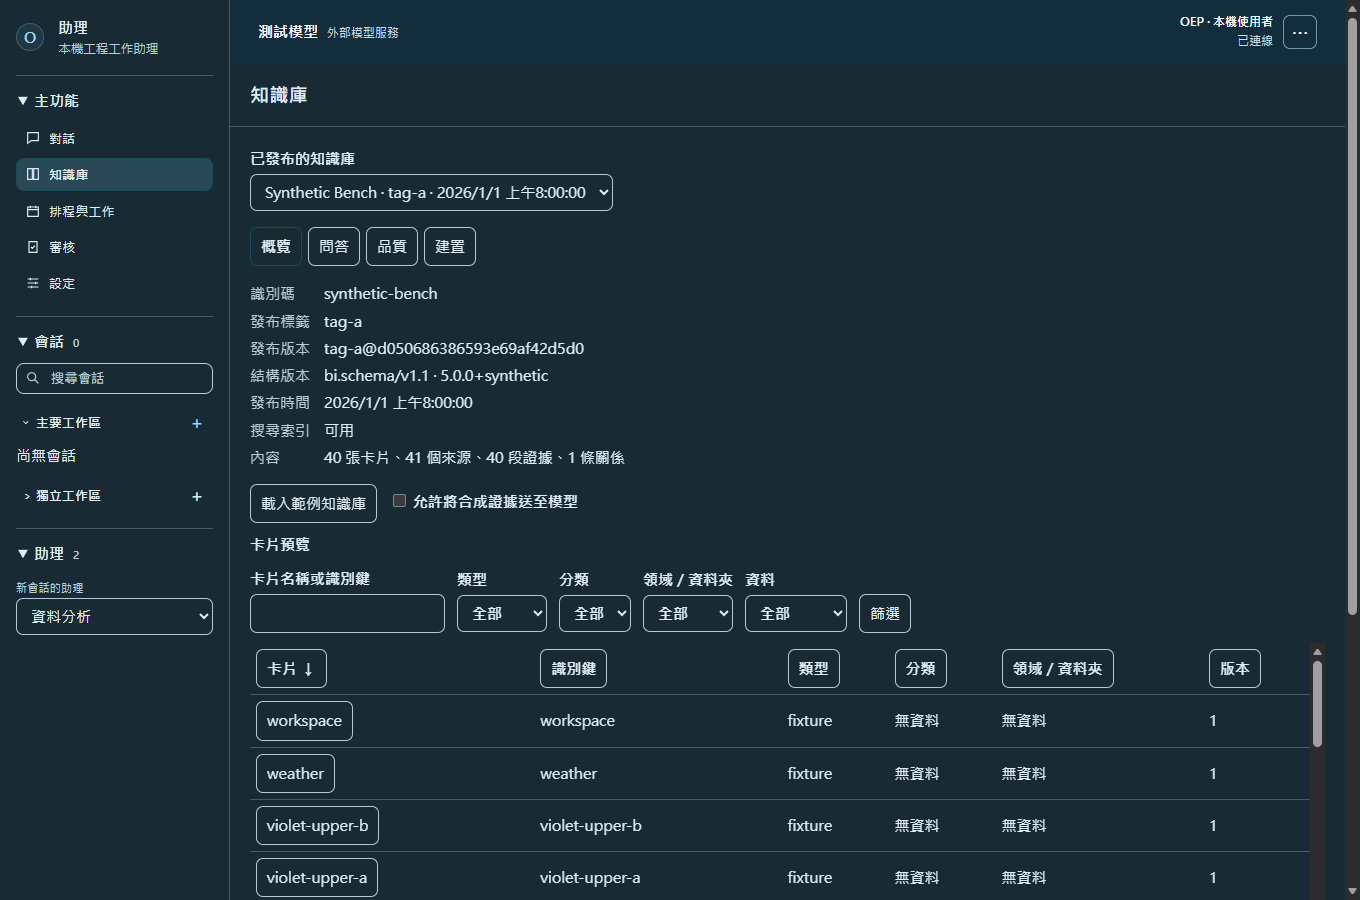 O
助理
本機工程工作助理
主功能
對話
知識庫
排程與工作
審核
設定
會話 0
搜尋會話
主要工作區 +
尚無會話
獨立工作區 +
助理 2
新會話的助理
資料分析
測試模型 外部模型服務
OEP · 本機使用者
已連線
...
知識庫
已發布的知識庫
Synthetic Bench · tag-a · 2026/1/1 上午8:00:00
概覽 問答 品質 建置
識別碼 synthetic-bench
發布標籤 tag-a
發布版本 tag-a@d050686386593e69af42d5d0
結構版本 bi.schema/v1.1 · 5.0.0+synthetic
發布時間 2026/1/1 上午8:00:00
搜尋索引 可用
內容 40 張卡片、41 個來源、40 段證據、1 條關係
載入範例知識庫 允許將合成證據送至模型
卡片預覽
卡片名稱或識別鍵 類型 分類 領域 / 資料夾 資料
全部 全部 全部 全部 篩選
卡片 ↓ 識別鍵 類型 分類 領域 / 資料夾 版本
workspace workspace fixture 無資料 無資料 1
weather weather fixture 無資料 無資料 1
violet-upper-b violet-upper-b fixture 無資料 無資料 1
violet-upper-a violet-upper-a fixture 無資料 無資料 1